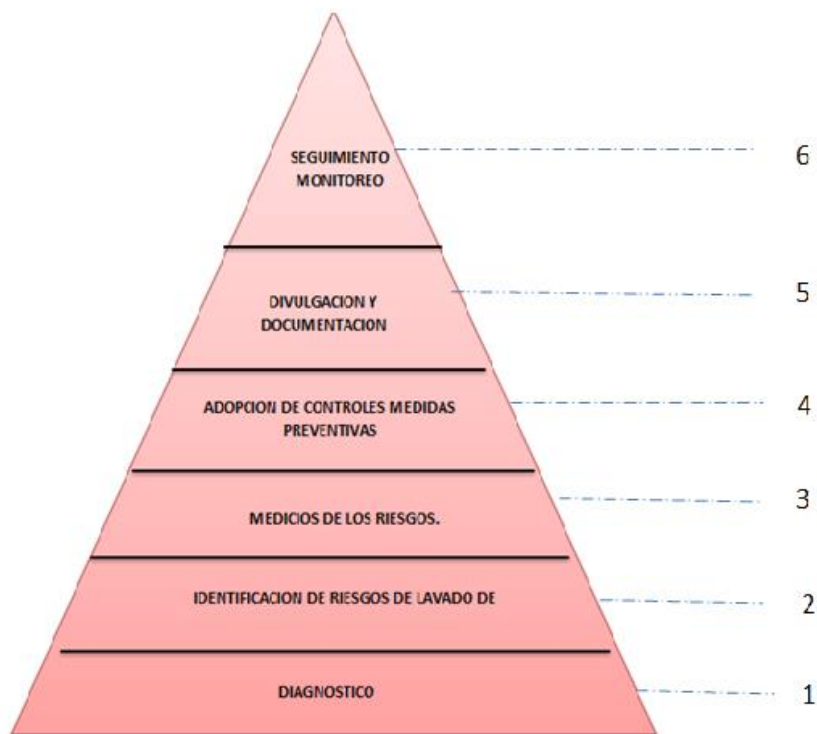 SEGUIMIENTO
MONITOREO
6
DIVULGACION Y
DOCUMENTACION
5
ADOPCION DE CONTROLES MEDIDAS
PREVENTIVAS
4
MEDICIOS DE LOS RIESGOS.
3
IDENTIFICACION DE RIESGOS DE LAVADO DE
2
DIAGNOSTICO
1